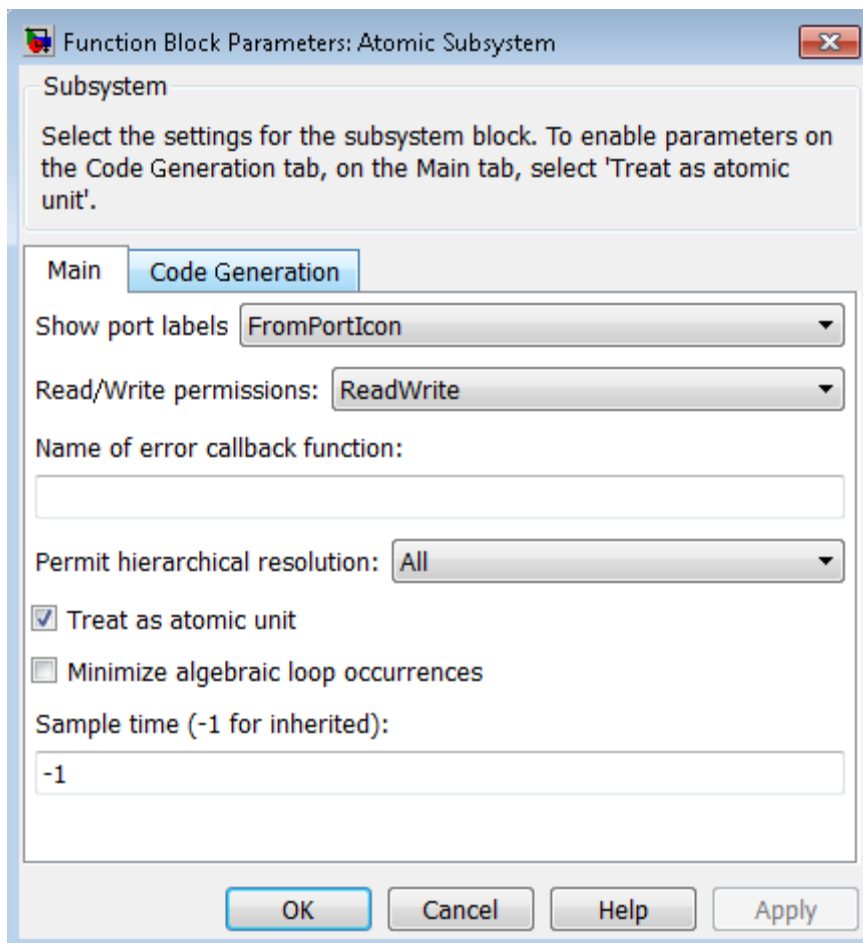 Function Block Parameters: Atomic Subsystem
Subsystem
Select the settings for the subsystem block. To enable parameters on
the Code Generation tab, on the Main tab, select 'Treat as atomic
unit'.
Main Code Generation
Show port labels FromPortIcon
Read/Write permissions: ReadWrite
Name of error callback function:
Permit hierarchical resolution: All
Treat as atomic unit
Minimize algebraic loop occurrences
Sample time (-1 for inherited):
-1
OK Cancel Help Apply